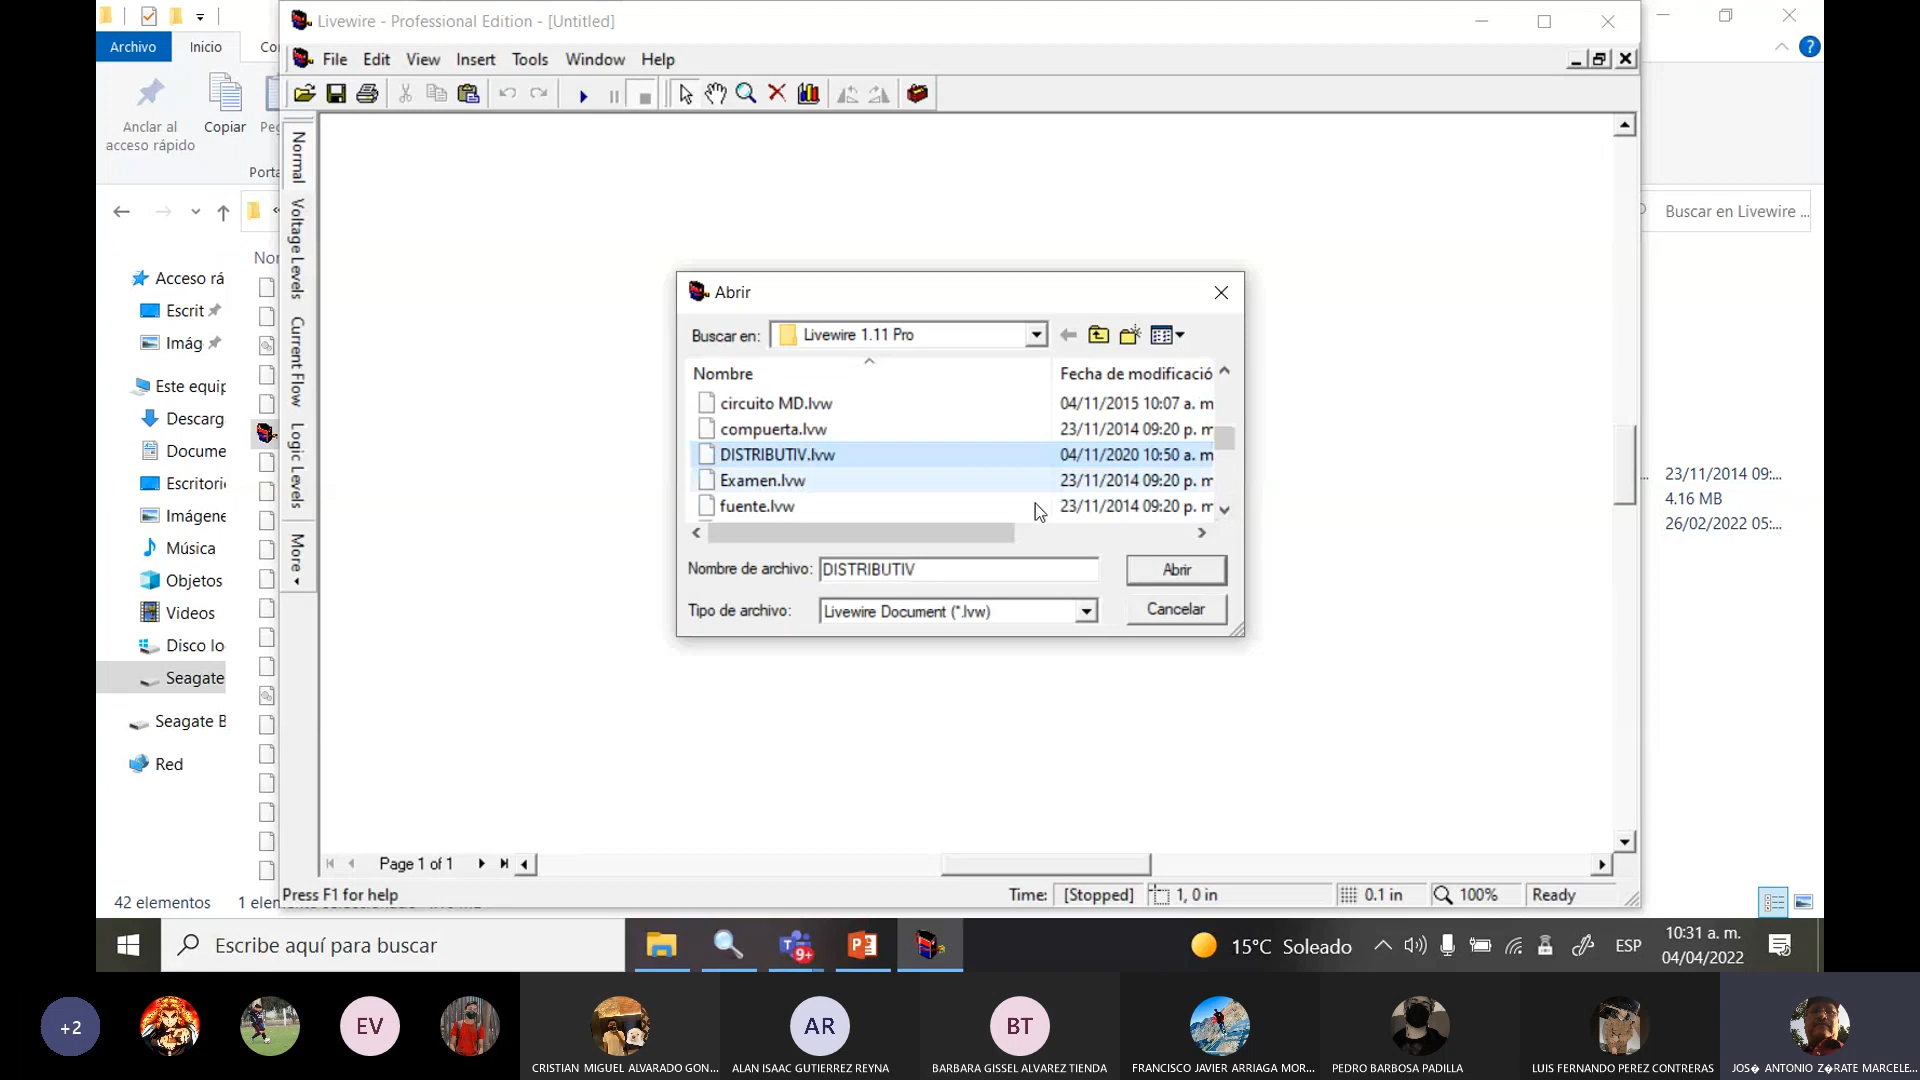 Livewire - Professional Edition - [Untitled]
Archivo
Inicio
Co
File Edit View Insert Tools Window Help
Anclar al
acceso rápido
Copiar
Peg
Porta
Normal
Voltage Levels
Current Flow
Logic Levels
More
Buscar en Livewire ...
Nor
Acceso rá
Escrit
Imág
Este equip
Descarg
Docume
Escritorio
Imágene
Música
Objetos
Videos
Disco lo
Seagate
Seagate B
Red
Abrir
Buscar en: Livewire 1.11 Pro
Nombre Fecha de modificació
circuito MD.lvw 04/11/2015 10:07 a. m
compuerta.lvw 23/11/2014 09:20 p. m
DISTRIBUTIV.lvw 04/11/2020 10:50 a. m
Examen.lvw 23/11/2014 09:20 p. m
fuente.lvw 23/11/2014 09:20 p. m
Nombre de archivo: DISTRIBUTIV Abrir
Tipo de archivo: Livewire Document (*.lvw) Cancelar
23/11/2014 09:...
4.16 MB
26/02/2022 05:...
Page 1 of 1
Press F1 for help Time: [Stopped] 1, 0 in 0.1 in 100% Ready
42 elementos
Escribe aquí para buscar
9+
15°C Soleado
ESP
10:31 a. m.
04/04/2022
+2
EV
AR
BT
CRISTIAN MIGUEL ALVARADO GON...
ALAN ISAAC GUTIERREZ REYNA
BARBARA GISSEL ALVAREZ TIENDA
FRANCISCO JAVIER ARRIAGA MOR...
PEDRO BARBOSA PADILLA
LUIS FERNANDO PEREZ CONTRERAS
JOS� ANTONIO Z�RATE MARCELE...